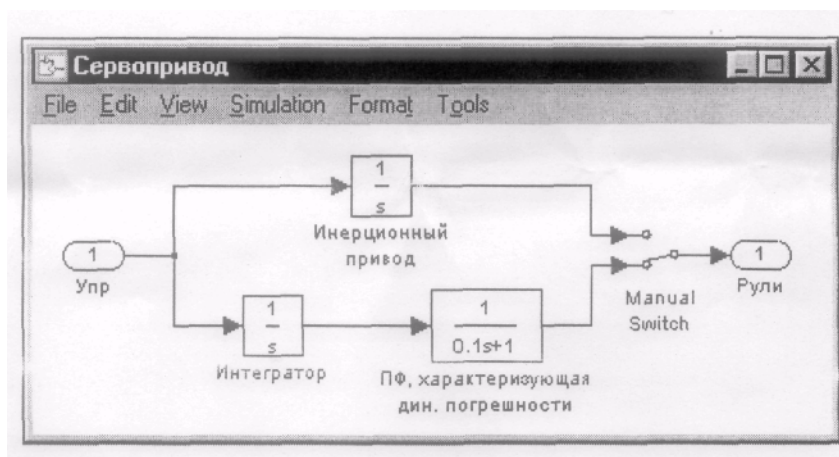 Сервопривод
File Edit View Simulation Format Tools
1
s
Инерционный
привод
1
Упр
1
s
Интегратор
1
0.1s+1
ПФ, характеризующая
дин. погрешности
Manual
Switch
1
Рули